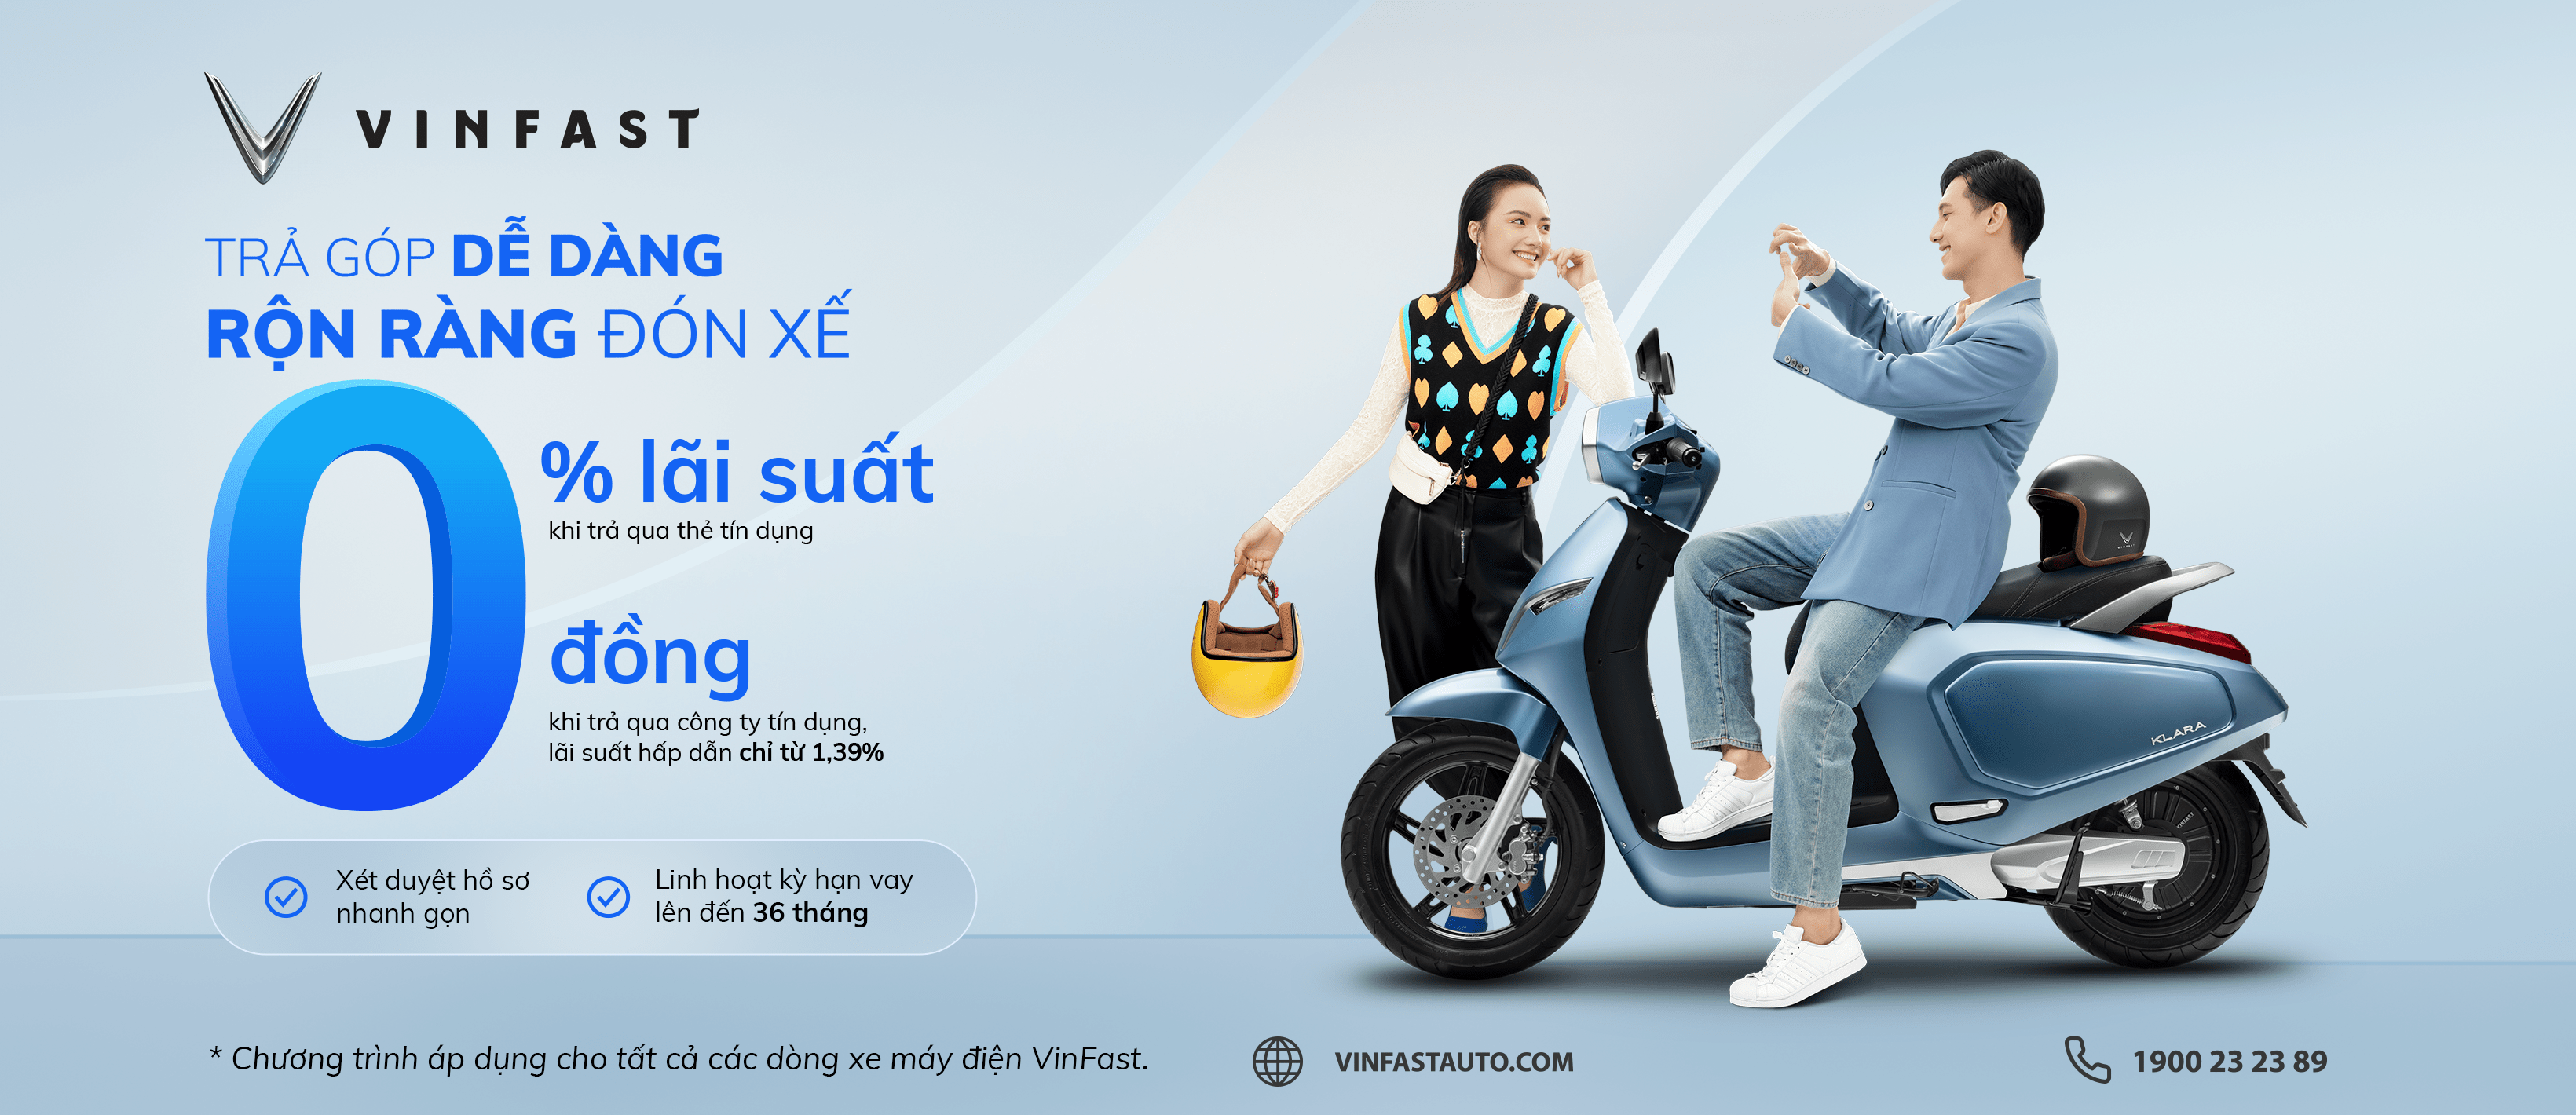 VINFAST
TRẢ GÓP DỄ DÀNG
RỘN RÀNG ĐÓN XẾ
0
% lãi suất
khi trả qua thẻ tín dụng
đồng
khi trả qua công ty tín dụng,
lãi suất hấp dẫn chỉ từ 1,39%
Xét duyệt hồ sơ
nhanh gọn
Linh hoạt kỳ hạn vay
lên đến 36 tháng
KLARA
* Chương trình áp dụng cho tất cả các dòng xe máy điện VinFast.
VINFASTAUTO.COM
1900 23 23 89